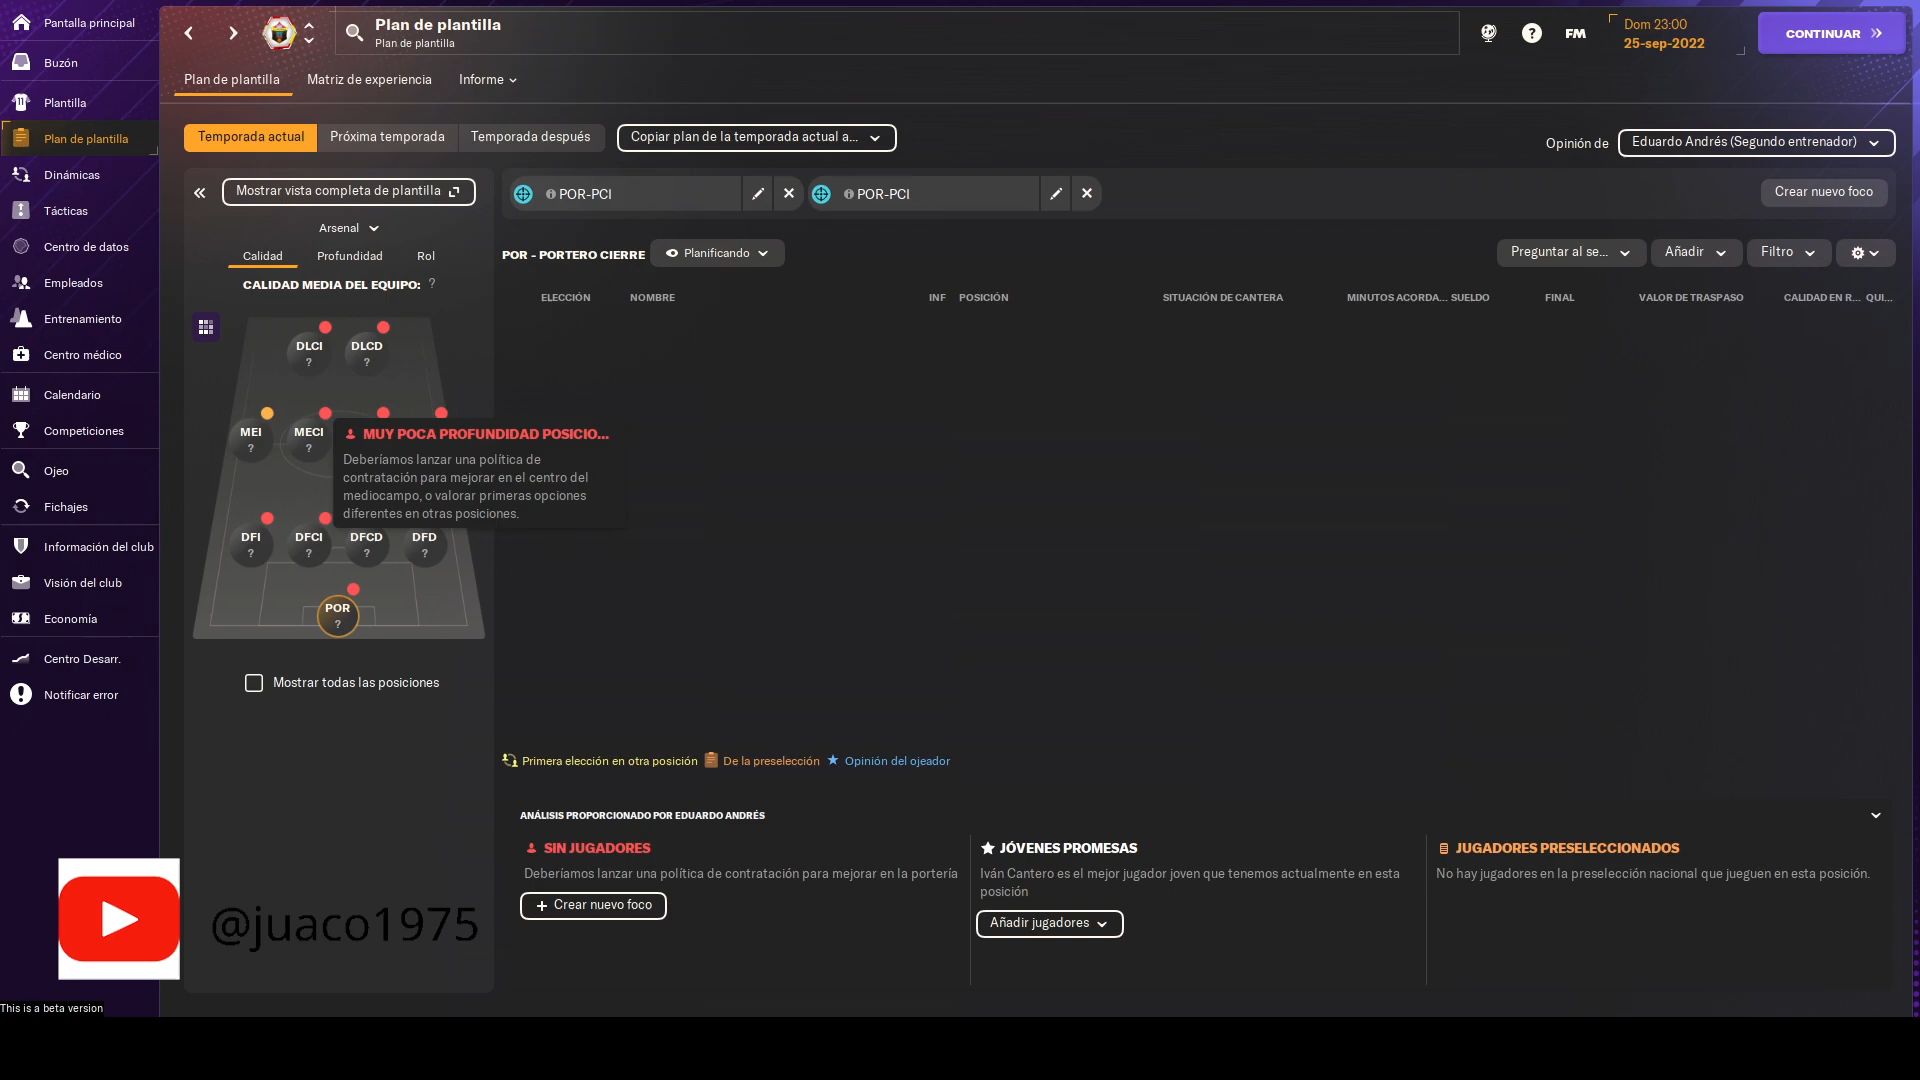 Pantalla principal
Buzón
Plantilla
Plan de plantilla
Dinámicas
Tácticas
Centro de datos
Empleados
Entrenamiento
Centro médico
Calendario
Competiciones
Ojeo
Fichajes
Información del club
Visión del club
Economía
Centro Desarr.
Notificar error
Plan de plantilla
Plan de plantilla
FM
Dom 23:00
25-sep-2022
CONTINUAR
Plan de plantilla
Matriz de experiencia
Informe
Temporada actual
Próxima temporada
Temporada después
Copiar plan de la temporada actual a...
Opinión de
Eduardo Andrés (Segundo entrenador)
Mostrar vista completa de plantilla
Arsenal
Calidad
Profundidad
Rol
CALIDAD MEDIA DEL EQUIPO: ?
DLCI
?
DLCD
?
MEI
?
MECI
?
MUY POCA PROFUNDIDAD POSICIO...
Deberíamos lanzar una política de
contratación para mejorar en el centro del
mediocampo, o valorar primeras opciones
diferentes en otras posiciones.
DFI
?
DFCI
?
DFCD
?
DFD
?
POR
?
Mostrar todas las posiciones
POR-PCI
POR-PCI
Crear nuevo foco
POR - PORTERO CIERRE
Planificando
Preguntar al se...
Añadir
Filtro
ELECCIÓN
NOMBRE
INF
POSICIÓN
SITUACIÓN DE CANTERA
MINUTOS ACORDA...
SUELDO
FINAL
VALOR DE TRASPASO
CALIDAD EN R...
QUI...
Primera elección en otra posición
De la preselección
Opinión del ojeador
ANÁLISIS PROPORCIONADO POR EDUARDO ANDRÉS
SIN JUGADORES
Deberíamos lanzar una política de contratación para mejorar en la portería
Crear nuevo foco
JÓVENES PROMESAS
Iván Cantero es el mejor jugador joven que tenemos actualmente en esta
posición
Añadir jugadores
JUGADORES PRESELECCIONADOS
No hay jugadores en la preselección nacional que jueguen en esta posición.
@juaco1975
This is a beta version